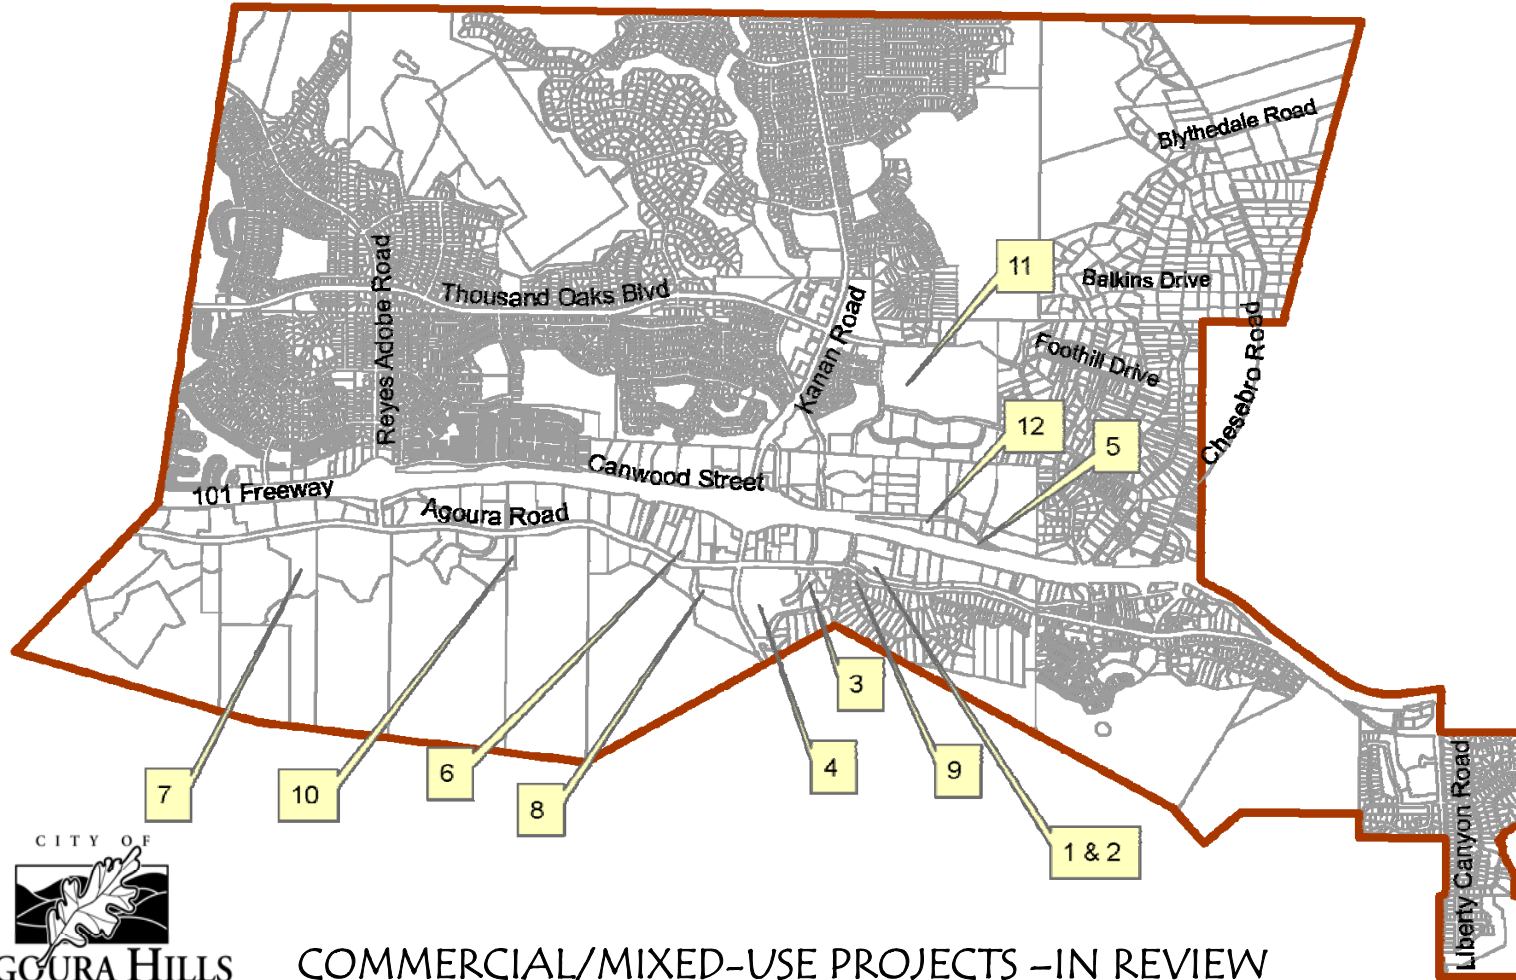 Blythedale Road
11
Balkins Drive
Thousand Oaks Blvd
Reyes Adobe Road
Kanan Road
Foothill Drive
Chesebro Road
12
5
Canwood Street
101 Freeway
Agoura Road
3
4
9
6
7
10
8
1 & 2
Liberty Canyon Road
CITY OF
GOURA HILLS
COMMERCIAL/MIXED-USE PROJECTS –IN REVIEW